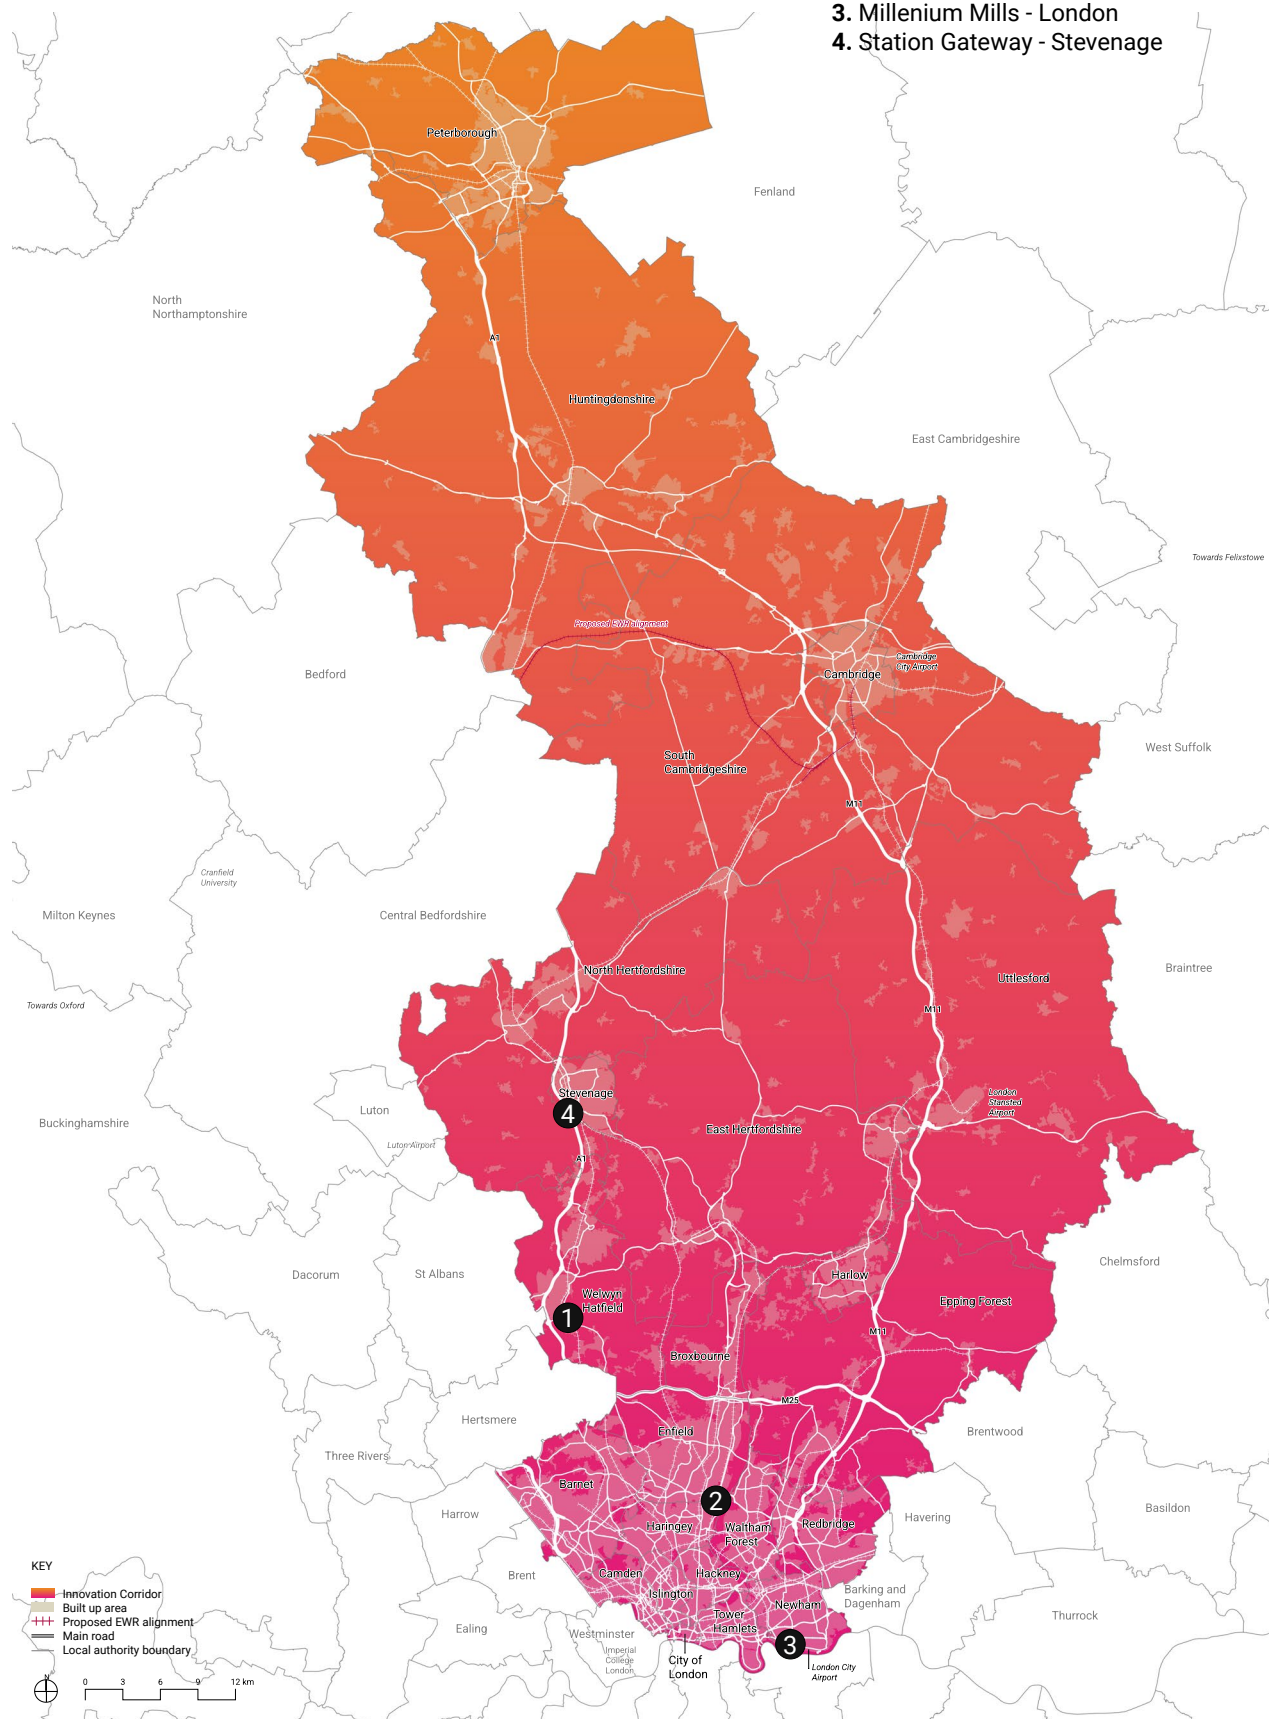 3. Millenium Mills - London
4. Station Gateway - Stevenage
Peterborough
Fenland
North
Northamptonshire
A1
Huntingdonshire
East Cambridgeshire
Towards Felixstowe
Proposed EWR alignment
Cambridge
City Airport
Bedford
Cambridge
West Suffolk
South
Cambridgeshire
M11
Cranfield
University
Milton Keynes
Central Bedfordshire
North Hertfordshire
Braintree
Uttlesford
Towards Oxford
M11
Stevenage
London
Stansted
Airport
Luton
4
Buckinghamshire
East Hertfordshire
Luton Airport
A1
Chelmsford
Dacorum
St Albans
Harlow
Welwyn
Hatfield
Epping Forest
1
M11
Broxbourne
M25
Hertsmere
Enfield
Brentwood
Three Rivers
Barnet
2
Basildon
Harrow
Haringey
Waltham
Forest
Redbridge
Havering
KEY
Innovation Corridor
Built up area
Proposed EWR alignment
Main road
Local authority boundary
N
0 3 6 9 12 km
Brent
Camden
Hackney
Islington
Barking and
Dagenham
Newham
Tower
Hamlets
Thurrock
Ealing
Westminster
Imperial
College
London
City of
London
3
London City
Airport